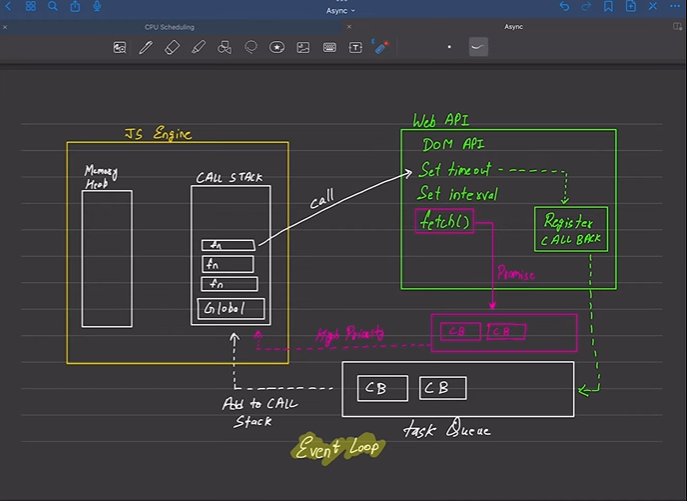 Async
CPU Scheduling
Async
JS Engine
Memory
Heap
CALL STACK
fn
fn
fn
Global
call
Web API
DOM API
Set timeout
Set interval
fetch()
Register
CALL BACK
Promise
CB
CB
High Priority
CB
CB
Add to CALL
Stack
task Queue
Event Loop